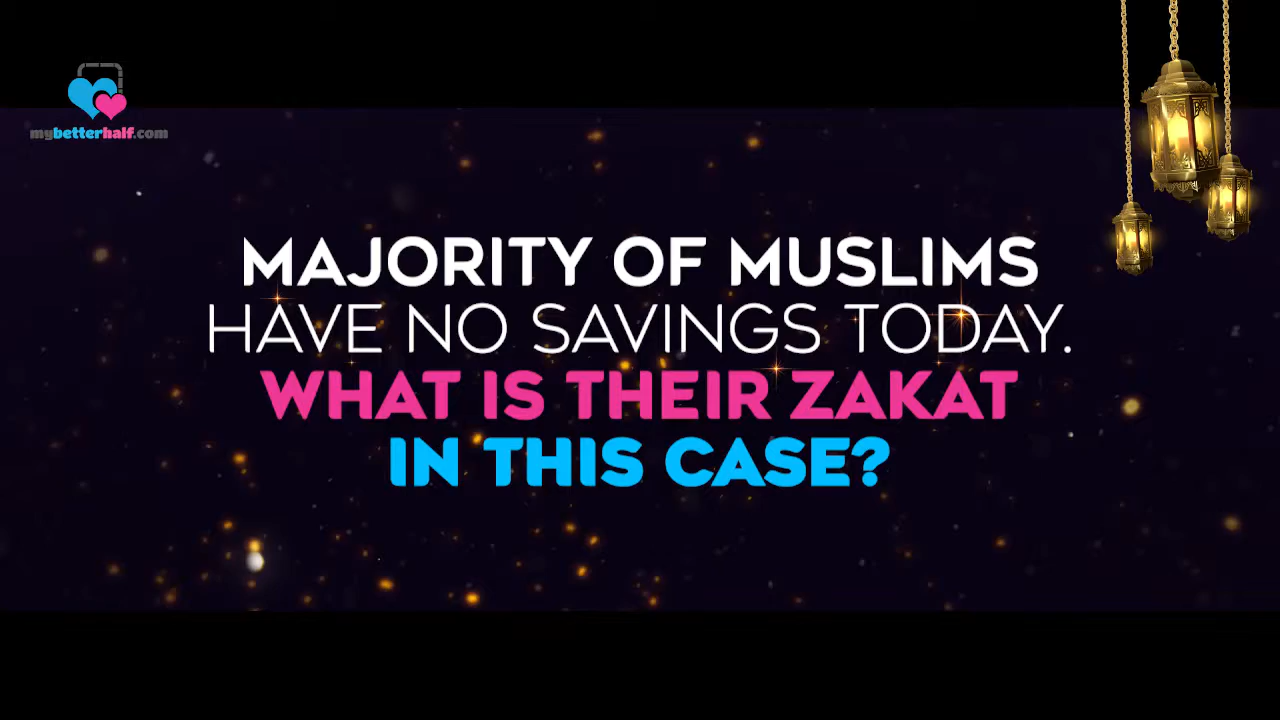 mybetterhalf.com
MAJORITY OF MUSLIMS
HAVE NO SAVINGS TODAY.
WHAT IS THEIR ZAKAT
IN THIS CASE?